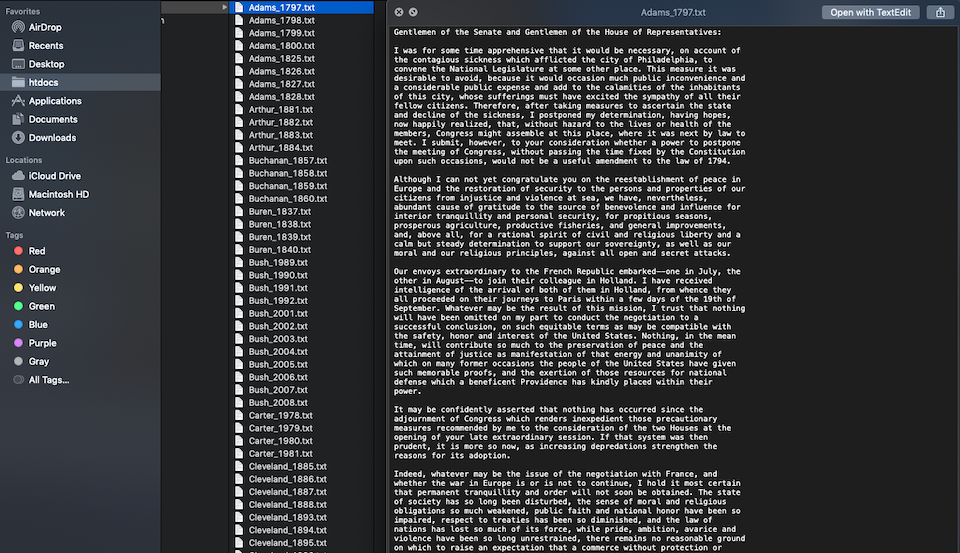 Favorites
AirDrop
Recents
Desktop
htdocs
Applications
Documents
Downloads
Locations
iCloud Drive
Macintosh HD
Network
Tags
Red
Orange
Yellow
Green
Blue
Purple
Gray
All Tags...
Adams_1797.txt
Adams_1798.txt
Adams_1799.txt
Adams_1800.txt
Adams_1825.txt
Adams_1826.txt
Adams_1827.txt
Adams_1828.txt
Arthur_1881.txt
Arthur_1882.txt
Arthur_1883.txt
Arthur_1884.txt
Buchanan_1857.txt
Buchanan_1858.txt
Buchanan_1859.txt
Buchanan_1860.txt
Buren_1837.txt
Buren_1838.txt
Buren_1839.txt
Buren_1840.txt
Bush_1989.txt
Bush_1990.txt
Bush_1991.txt
Bush_1992.txt
Bush_2001.txt
Bush_2002.txt
Bush_2003.txt
Bush_2004.txt
Bush_2005.txt
Bush_2006.txt
Bush_2007.txt
Bush_2008.txt
Carter_1978.txt
Carter_1979.txt
Carter_1980.txt
Carter_1981.txt
Cleveland_1885.txt
Cleveland_1886.txt
Cleveland_1887.txt
Cleveland_1888.txt
Cleveland_1893.txt
Cleveland_1894.txt
Cleveland_1895.txt
Adams_1797.txt
Open with TextEdit
Gentlemen of the Senate and Gentlemen of the House of Representatives:
I was for some time apprehensive that it would be necessary, on account of
the contagious sickness which afflicted the city of Philadelphia, to
convene the National Legislature at some other place. This measure it was
desirable to avoid, because it would occasion much public inconvenience and
a considerable public expense and add to the calamities of the inhabitants
of this city, whose sufferings must have excited the sympathy of all their
fellow citizens. Therefore, after taking measures to ascertain the state
and decline of the sickness, I postponed my determination, having hopes,
now happily realized, that, without hazard to the lives or health of the
members, Congress might assemble at this place, where it was next by law to
meet. I submit, however, to your consideration whether a power to postpone
the meeting of Congress, without passing the time fixed by the Constitution
upon such occasions, would not be a useful amendment to the law of 1794.
Although I can not yet congratulate you on the reestablishment of peace in
Europe and the restoration of security to the persons and properties of our
citizens from injustice and violence at sea, we have, nevertheless,
abundant cause of gratitude to the source of benevolence and influence for
interior tranquillity and personal security, for propitious seasons,
prosperous agriculture, productive fisheries, and general improvements,
and, above all, for a rational spirit of civil and religious liberty and a
calm but steady determination to support our sovereignty, as well as our
moral and our religious principles, against all open and secret attacks.
Our envoys extraordinary to the French Republic embarked--one in July, the
other in August--to join their colleague in Holland. I have received
intelligence of the arrival of both of them in Holland, from whence they
all proceeded on their journeys to Paris within a few days of the 19th of
September. Whatever may be the result of this mission, I trust that nothing
will have been omitted on my part to conduct the negotiation to a
successful conclusion, on such equitable terms as may be compatible with
the safety, honor and interest of the United States. Nothing, in the mean
time, will contribute so much to the preservation of peace and the
attainment of justice as manifestation of that energy and unanimity of
which on many former occasions the people of the United States have given
such memorable proofs, and the exertion of those resources for national
defense which a beneficent Providence has kindly placed within their
power.
It may be confidently asserted that nothing has occurred since the
adjournment of Congress which renders inexpedient those precautionary
measures recommended by me to the consideration of the two Houses at the
opening of your late extraordinary session. If that system was then
prudent, it is more so now, as increasing depredations strengthen the
reasons for its adoption.
Indeed, whatever may be the issue of the negotiation with France, and
whether the war in Europe is or is not to continue, I hold it most certain
that permanent tranquillity and order will not soon be obtained. The state
of society has so long been disturbed, the sense of moral and religious
obligations so much weakened, public faith and national honor have been so
impaired, respect to treaties has been so diminished, and the law of
nations has lost so much of its force, while pride, ambition, avarice and
violence have been so long unrestrained, there remains no reasonable ground
on which to raise an expectation that a commerce without protection or